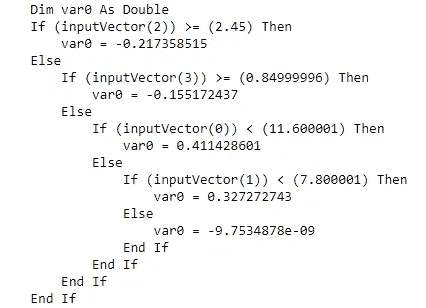 Dim var0 As Double
If (inputVector(2)) >= (2.45) Then
    var0 = -0.217358515
Else
    If (inputVector(3)) >= (0.84999996) Then
        var0 = -0.155172437
    Else
        If (inputVector(0)) < (11.600001) Then
            var0 = 0.411428601
        Else
            If (inputVector(1)) < (7.800001) Then
                var0 = 0.327272743
            Else
                var0 = -9.7534878e-09
            End If
        End If
    End If
End If